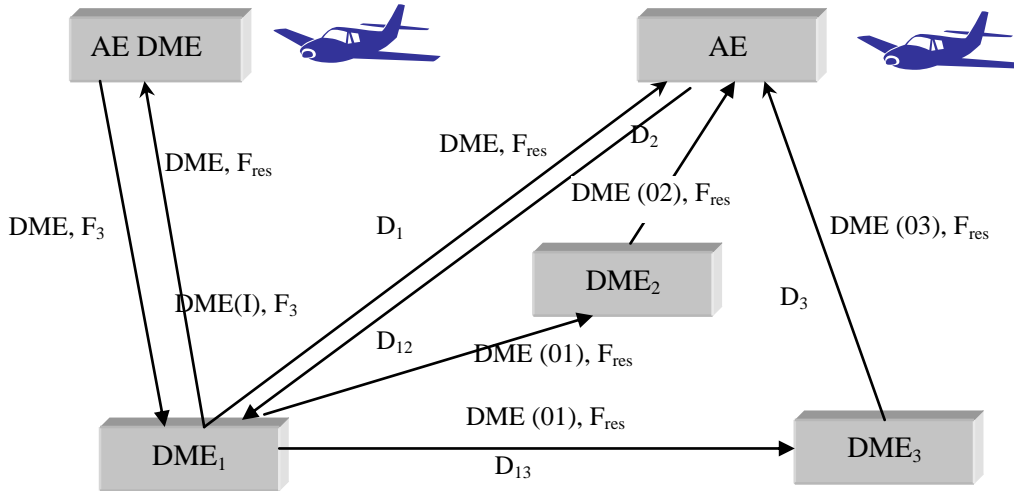 AE DME
AE
DME, F₃
DME, Fres
DME, Fres
D₂
DME (02), Fres
DME (03), Fres
D₁
DME₂
D₃
DME(I), F₃
D₁₂
DME (01), Fres
DME (01), Fres
DME₁
D₁₃
DME₃